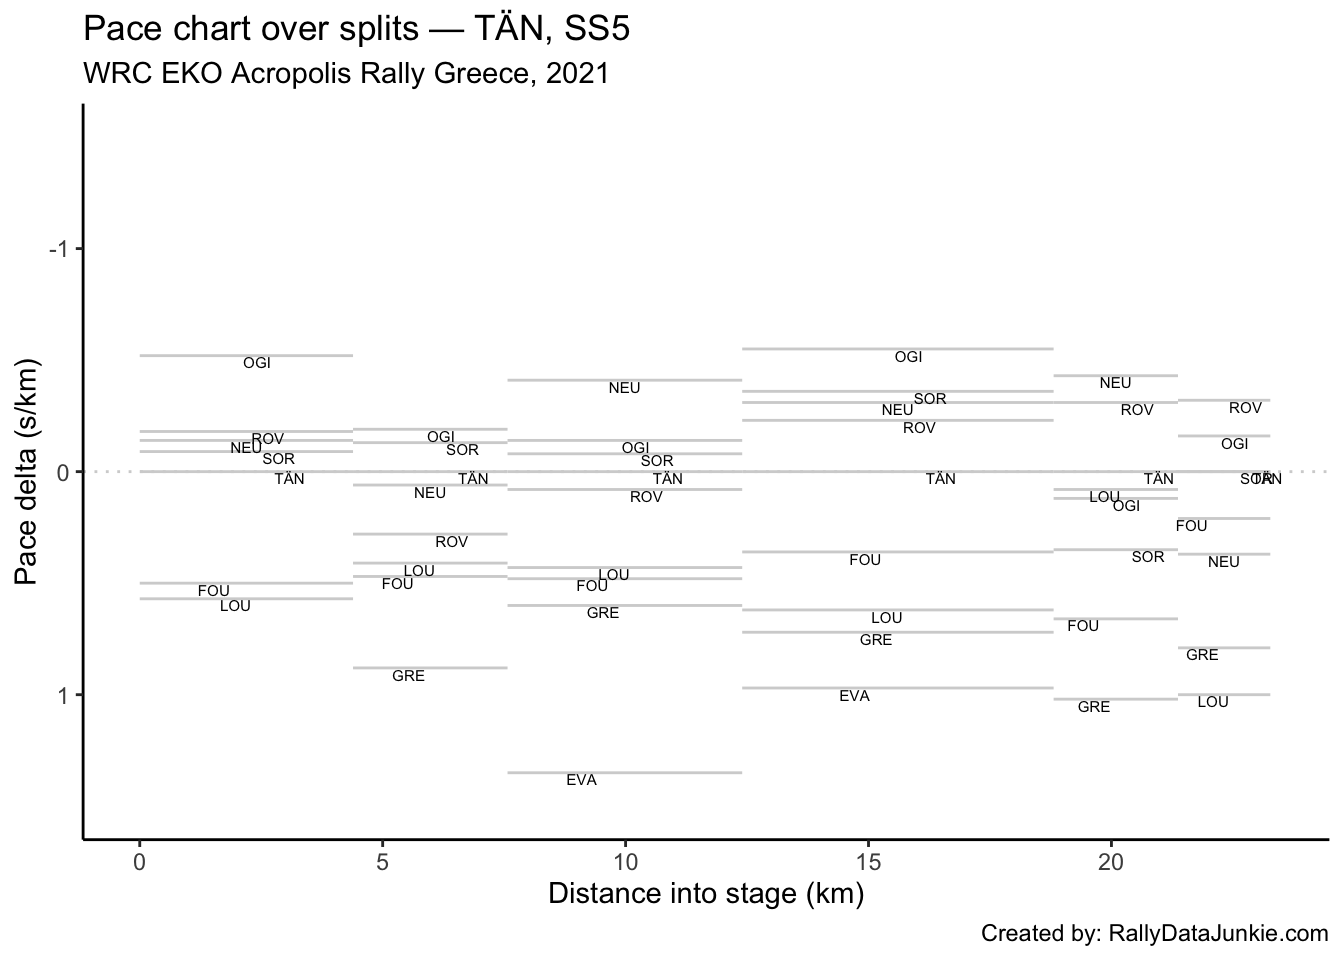 Pace chart over splits — TÄN, SS5
WRC EKO Acropolis Rally Greece, 2021
Pace delta (s/km)
-1
0
1
OGI
ROV
NEU
SOR
TÄN
FOU
LOU
OGI
SOR
TÄN
NEU
ROV
LOU
FOU
GRE
NEU
OGI
SOR
TÄN
ROV
LOU
FOU
GRE
EVA
OGI
SOR
NEU
ROV
TÄN
FOU
LOU
GRE
EVA
NEU
ROV
TÄN
LOU
OGI
SOR
FOU
GRE
ROV
OGI
SOR
TÄN
FOU
NEU
GRE
LOU
0 5 10 15 20
Distance into stage (km)
Created by: RallyDataJunkie.com